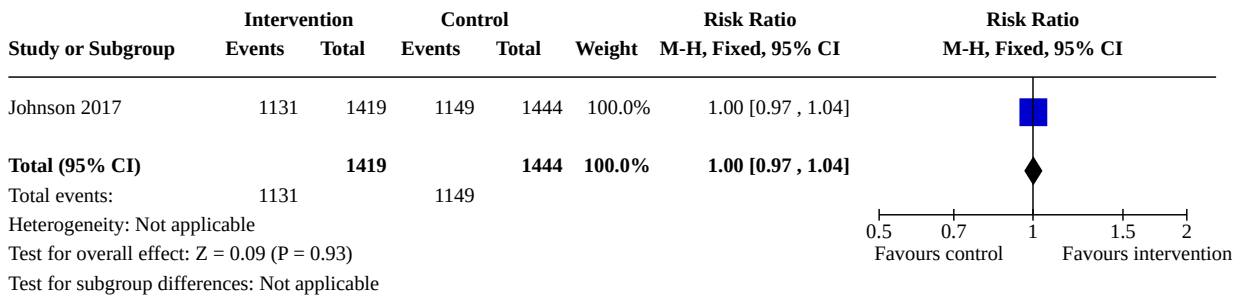 Intervention Control Risk Ratio Risk Ratio
Study or Subgroup Events Total Events Total Weight M-H, Fixed, 95% CI M-H, Fixed, 95% CI
Johnson 2017 1131 1419 1149 1444 100.0% 1.00 [0.97 , 1.04]
Total (95% CI) 1419 1444 100.0% 1.00 [0.97 , 1.04]
Total events: 1131 1149
Heterogeneity: Not applicable
0.5 0.7 1 1.5 2
Test for overall effect: Z = 0.09 (P = 0.93) Favours control Favours intervention
Test for subgroup differences: Not applicable